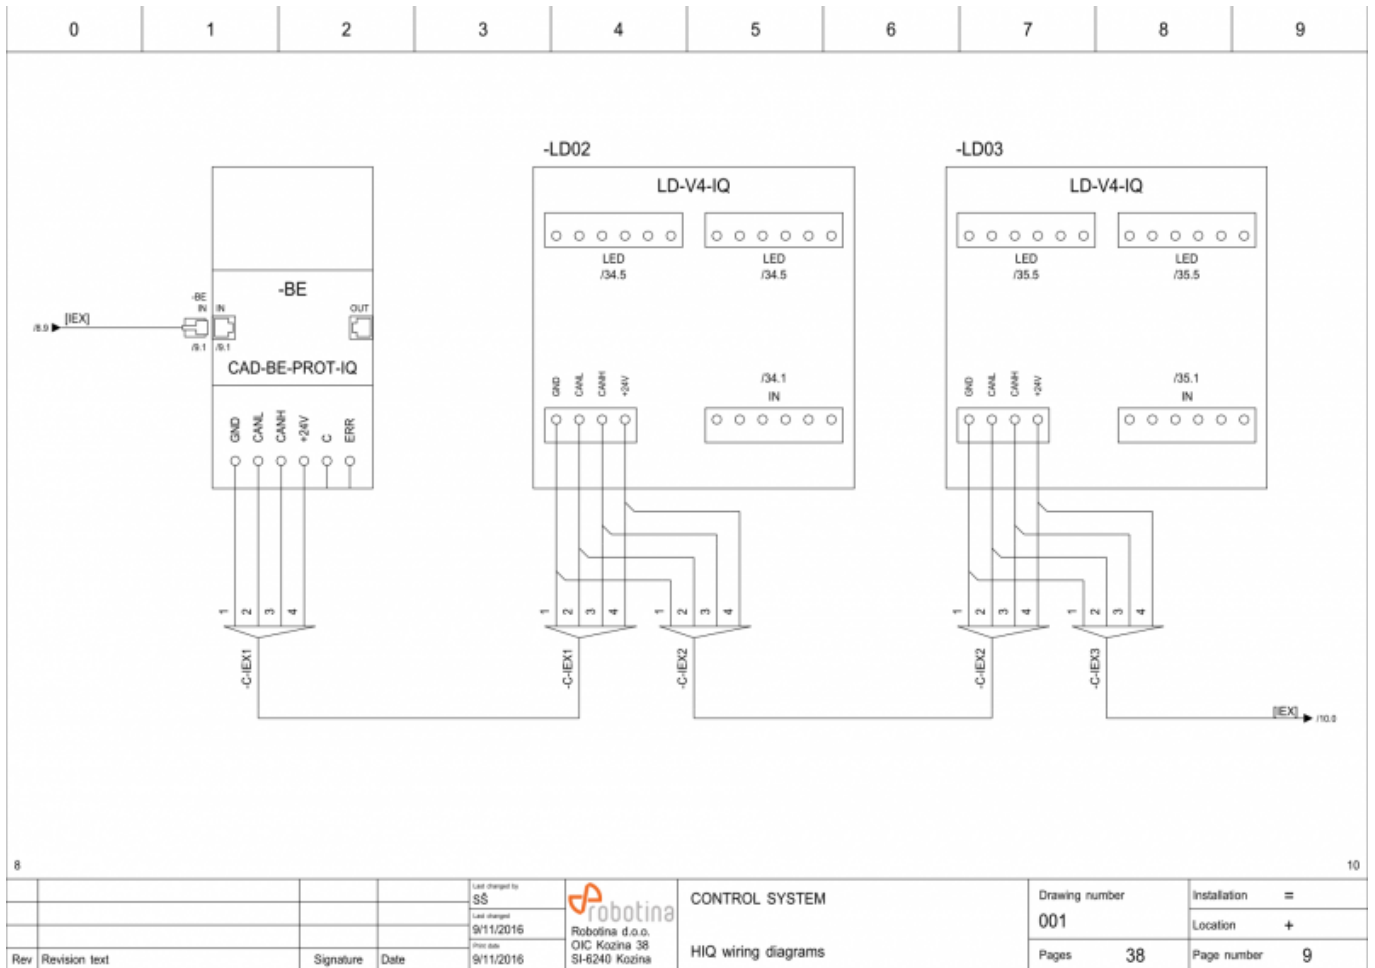 0 1 2 3 4 5 6 7 8 9
-LD02
-LD03
LD-V4-IQ
LD-V4-IQ
LED
/34.5
LED
/34.5
LED
/35.5
LED
/35.5
-BE
-BE
IN
IN
OUT
/8.9
[IEX]
/9.1
/9.1
CAD-BE-PROT-IQ
GND CANL CANH +24V C ERR
GND CANL CANH +24V
/34.1
IN
GND CANL CANH +24V
/35.1
IN
1 2 3 4
1 2 3 4
1 2 3 4
1 2 3 4
1 2 3 4
-C-IEX1
-C-IEX1
-C-IEX2
-C-IEX2
-C-IEX3
[IEX]
/10.0
8
10
Rev
Revision text
Signature
Date
Last changed by
SŠ
Last changed
9/11/2016
Print date
9/11/2016
robotina
Robotina d.o.o.
OIC Kozina 38
SI-6240 Kozina
CONTROL SYSTEM
HIQ wiring diagrams
Drawing number
001
Pages 38
Installation =
Location +
Page number 9